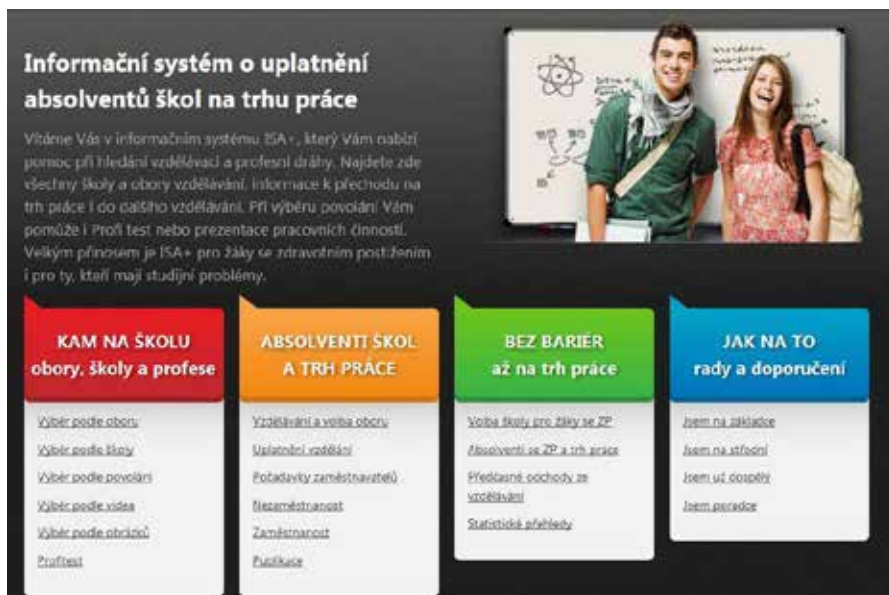 Informační systém o uplatnění
absolventů škol na trhu práce
Vítáme Vás v informačním systému ISA+, který Vám nabízí
pomoc při hledání vzdělávací a profesní dráhy. Najdete zde
všechny školy a obory vzdělávání, informace k přechodu na
trh práce i do dalšího vzdělávání. Při výběru povolání Vám
pomůže i Profi test nebo prezentace pracovních činností.
Velkým přínosem je ISA+ pro žáky se zdravotním postižením
i pro ty, kteří mají studijní problémy.
KAM NA ŠKOLU
obory, školy a profese
Výběr podle oboru
Výběr podle školy
Výběr podle povolání
Výběr podle videa
Výběr podle obrázků
Profitest
ABSOLVENTI ŠKOL
A TRH PRÁCE
Vzdělávání a volba oboru
Uplatnění vzdělání
Požadavky zaměstnavatelů
Nezaměstnanost
Zaměstnanost
Publikace
BEZ BARIÉR
až na trh práce
Volba školy pro žáky se ZP
Absolventi se ZP a trh práce
Předčasné odchody ze
vzdělávání
Statistické přehledy
JAK NA TO
rady a doporučení
Jsem na základce
Jsem na střední
Jsem už dospělý
Jsem poradce